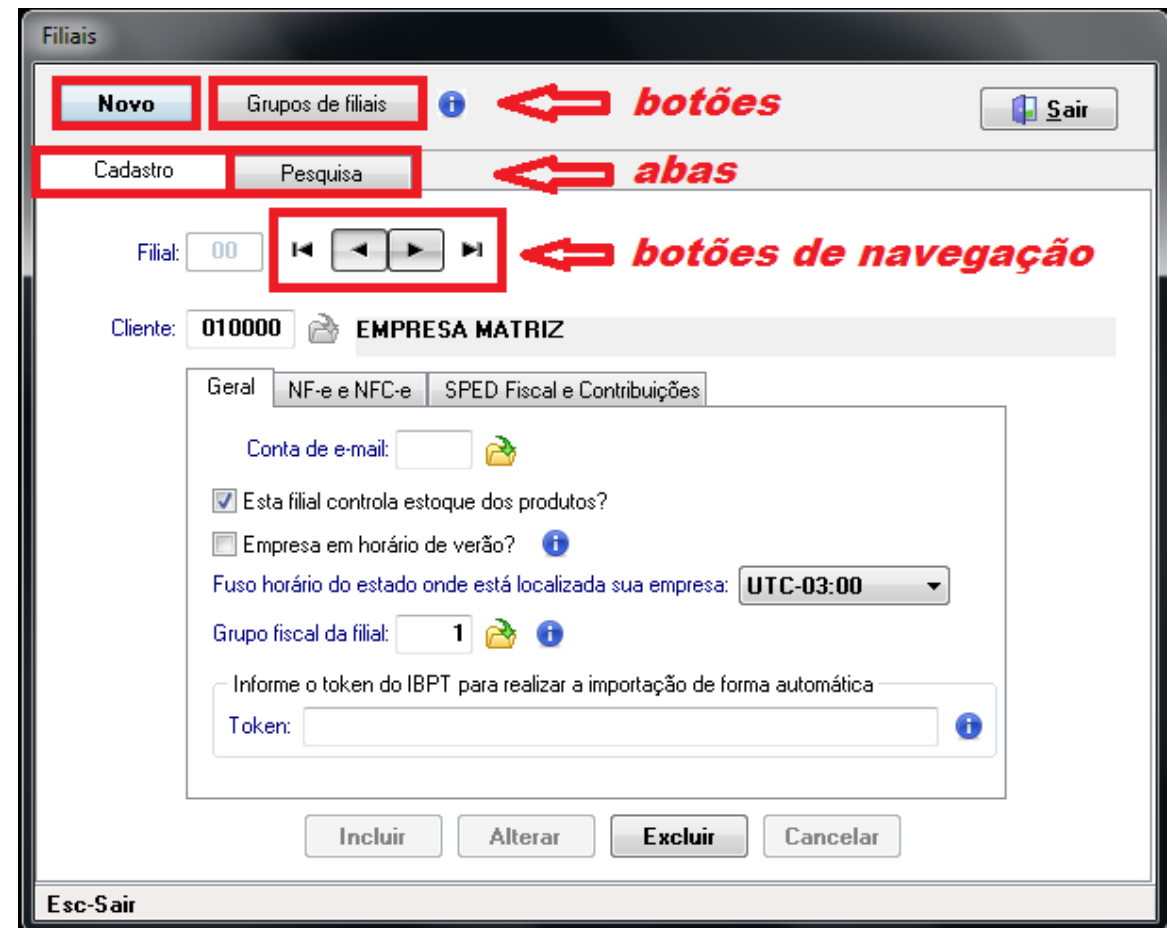 Filiais
Novo Grupos de filiais botões Sair
Cadastro Pesquisa abas
Filial: 00 botões de navegação
Cliente: 010000 EMPRESA MATRIZ
Geral NF-e e NFC-e SPED Fiscal e Contribuições
Conta de e-mail:
Esta filial controla estoque dos produtos?
Empresa em horário de verão?
Fuso horário do estado onde está localizada sua empresa: UTC-03:00
Grupo fiscal da filial: 1
Informe o token do IBPT para realizar a importação de forma automática
Token:
Incluir Alterar Excluir Cancelar
Esc-Sair